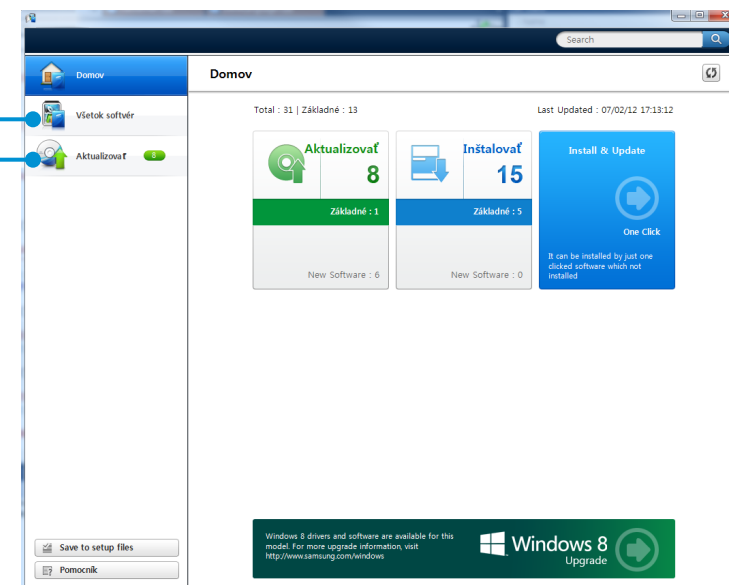 Search
Domov
Všetok softvér
Aktualizovať 8
Save to setup files
Pomocník
Domov
Total : 31 | Základné : 13
Last Updated : 07/02/12 17:13:12
Aktualizovať
8
Základné : 1
New Software : 6
Inštalovať
15
Základné : 5
New Software : 0
Install & Update
One Click
It can be installed by just one
clicked software which not
installed
Windows 8 drivers and software are available for this
model. For more upgrade information, visit
http://www.samsung.com/windows
Windows 8
Upgrade